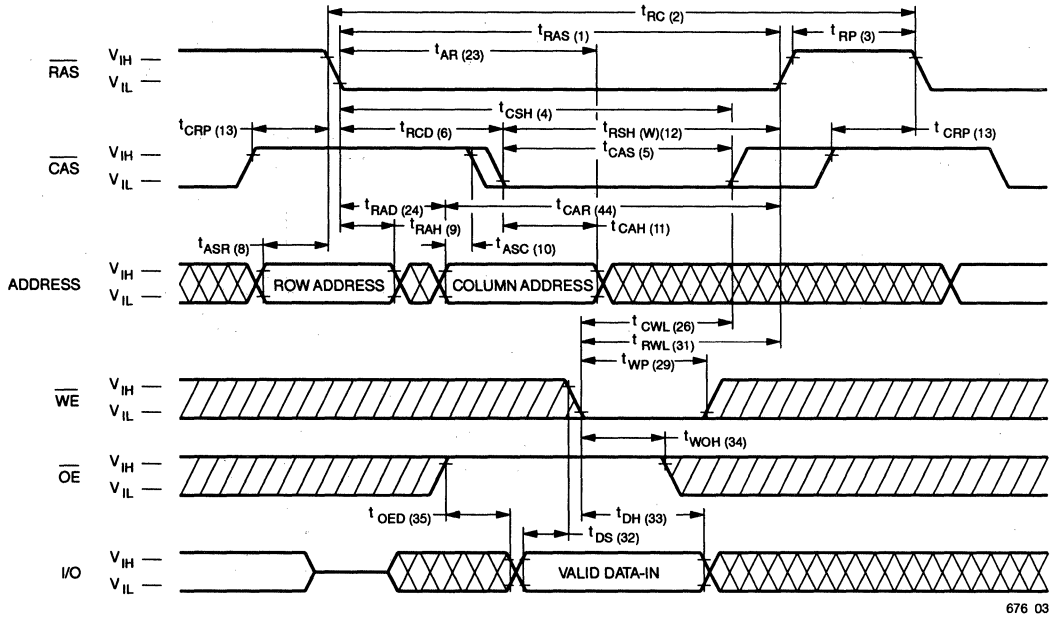 tRC (2)
tRAS (1)
tRP (3)
tAR (23)
RAS
VIH
VIL
tCSH (4)
tCRP (13)
tRCD (6)
tRSH (W)(12)
tCRP (13)
tCAS (5)
CAS
VIH
VIL
tRAD (24)
tCAR (44)
tRAH (9)
tCAH (11)
tASR (8)
tASC (10)
ADDRESS
VIH
VIL
ROW ADDRESS
COLUMN ADDRESS
tCWL (26)
tRWL (31)
tWP (29)
WE
VIH
VIL
tWOH (34)
OE
VIH
VIL
tOED (35)
tDH (33)
tDS (32)
I/O
VIH
VIL
VALID DATA-IN
676 03